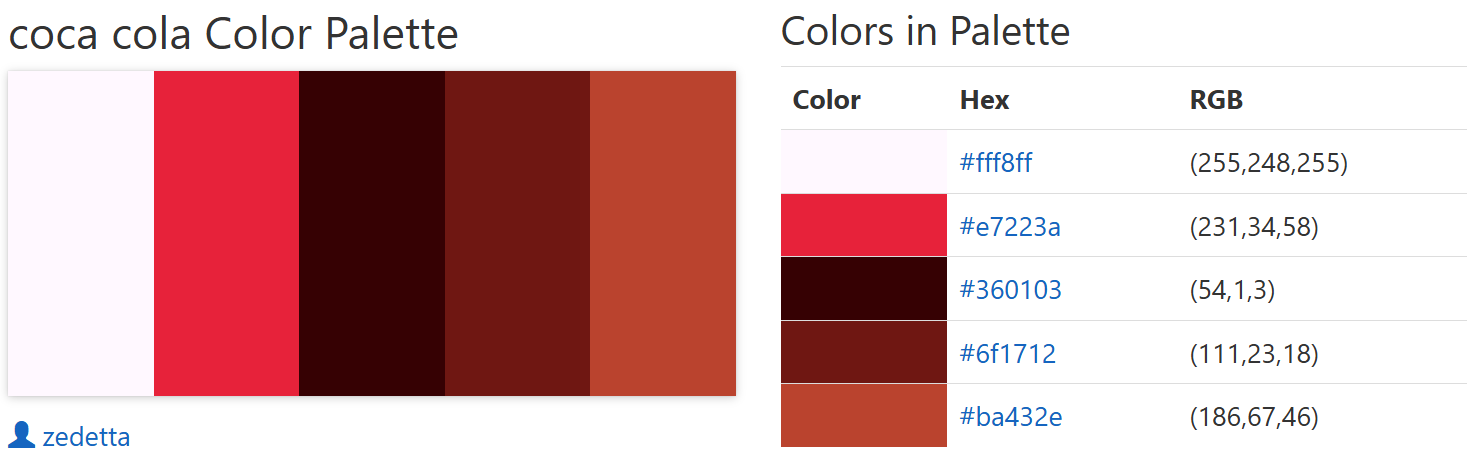 coca cola Color Palette
zedetta
Colors in Palette
Color Hex RGB
#fff8ff (255,248,255)
#e7223a (231,34,58)
#360103 (54,1,3)
#6f1712 (111,23,18)
#ba432e (186,67,46)